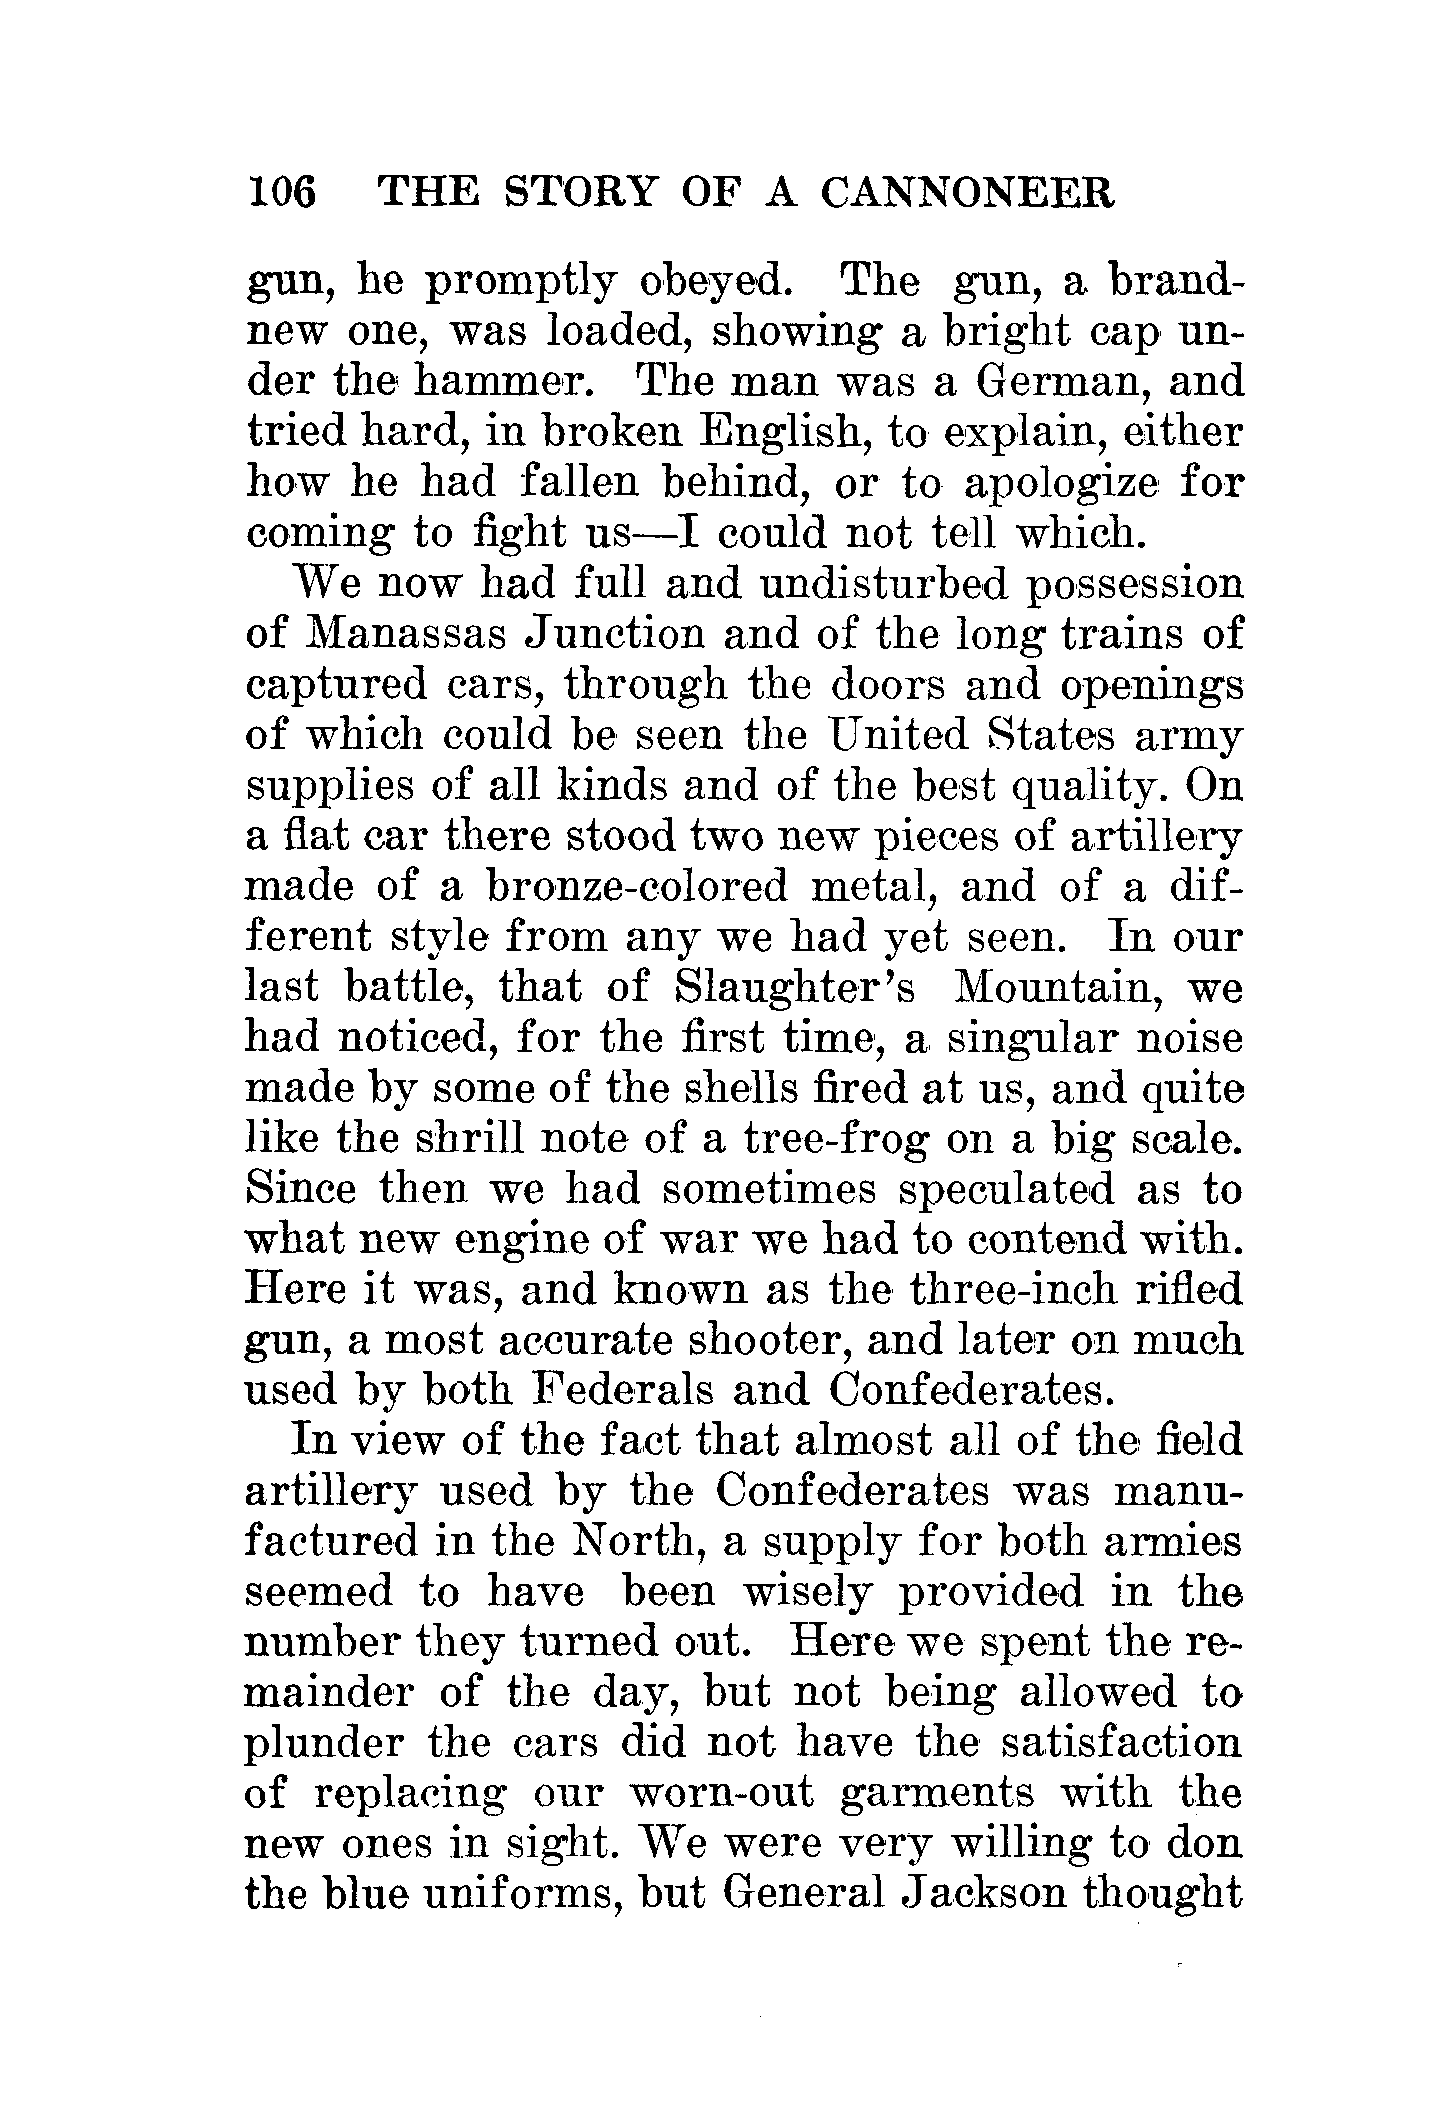 106 THE STORY OF A CANNONEER
gun, he promptly obeyed. The gun, a brand-
new one, was loaded, showing a bright cap un-
der the hammer. The man was a German, and
tried hard, in broken English, to explain, either
how he had fallen behind, or to apologize for
coming to fight us—I could not tell which.
We now had full and undisturbed possession
of Manassas Junction and of the long trains of
captured cars, through the doors and openings
of which could be seen the United States army
supplies of all kinds and of the best quality. On
a flat car there stood two new pieces of artillery
made of a bronze-colored metal, and of a dif-
ferent style from any we had yet seen. In our
last battle, that of Slaughter's Mountain, we
had noticed, for the first time, a singular noise
made by some of the shells fired at us, and quite
like the shrill note of a tree-frog on a big scale.
Since then we had sometimes speculated as to
what new engine of war we had to contend with.
Here it was, and known as the three-inch rifled
gun, a most accurate shooter, and later on much
used by both Federals and Confederates.
In view of the fact that almost all of the field
artillery used by the Confederates was manu-
factured in the North, a supply for both armies
seemed to have been wisely provided in the
number they turned out. Here we spent the re-
mainder of the day, but not being allowed to
plunder the cars did not have the satisfaction
of replacing our worn-out garments with the
new ones in sight. We were very willing to don
the blue uniforms, but General Jackson thought